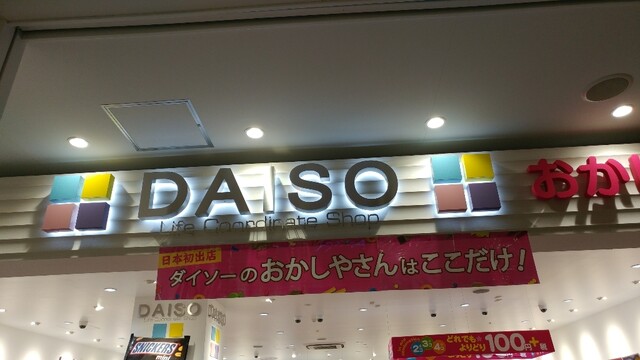 DAISO
Life Coordinate Shop
おかし
日本初出店
ダイソーのおかしやさんはここだけ!
DAISO
SNICKERS
どれでも
よりどり
100円+税